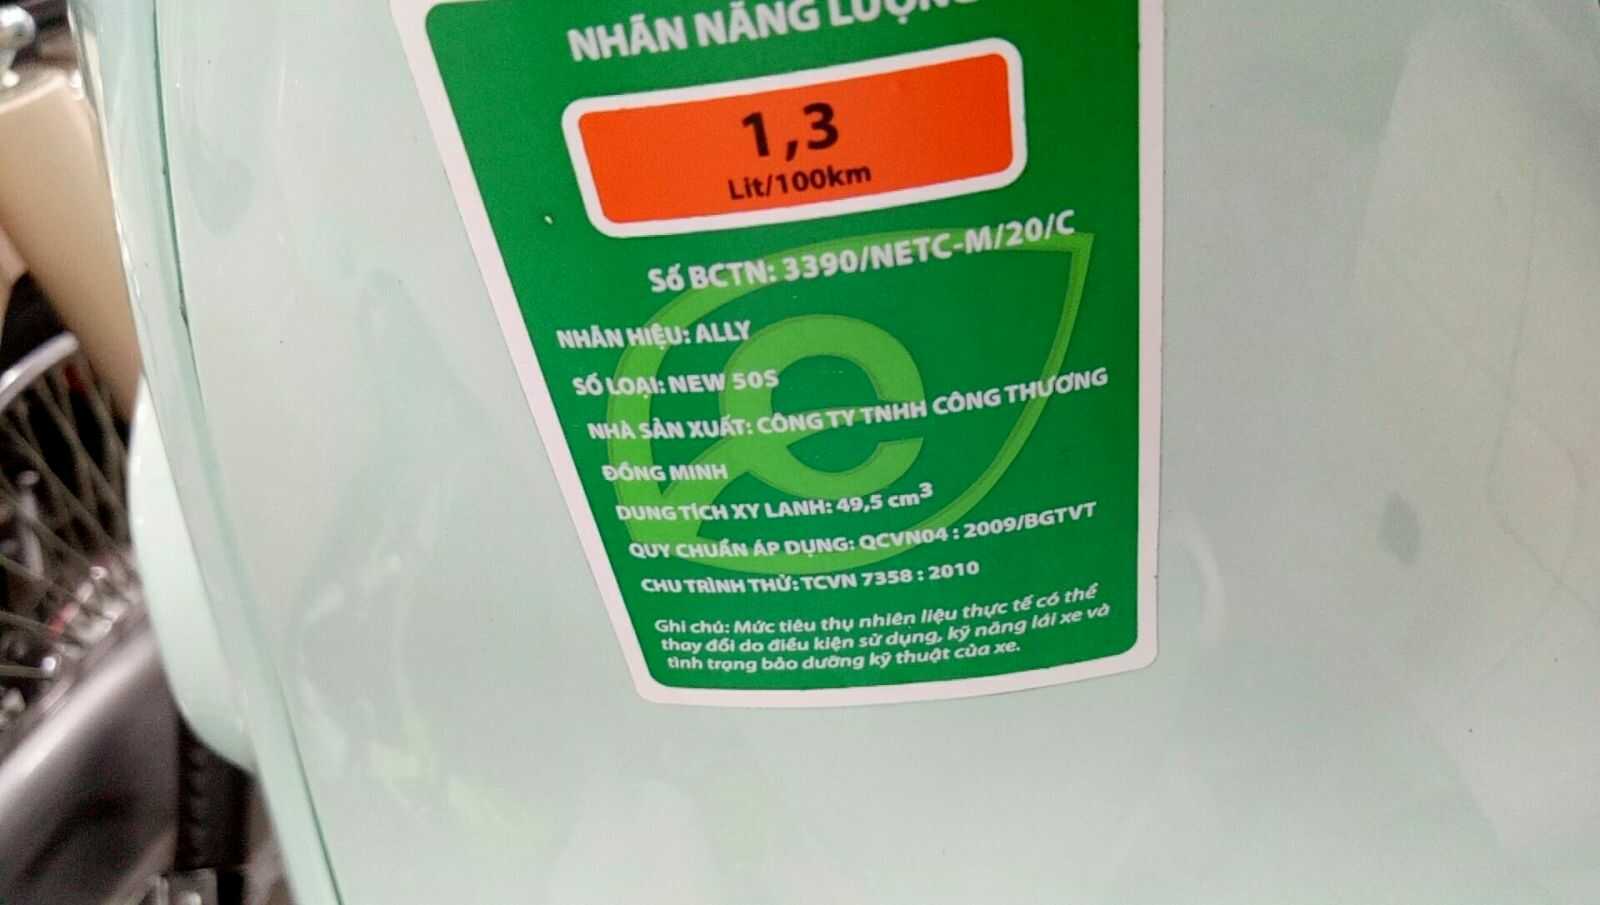 NHÃN NĂNG LƯỢNG
1,3
Lít/100km
Số BCTN: 3390/NETC-M/20/C
NHÃN HIỆU: ALLY
SỐ LOẠI: NEW 50S
NHÀ SẢN XUẤT: CÔNG TY TNHH CÔNG THƯƠNG
ĐỒNG MINH
DUNG TÍCH XY LANH: 49,5 cm³
QUY CHUẨN ÁP DỤNG: QCVN04 : 2009/BGTVT
CHU TRÌNH THỬ: TCVN 7358 : 2010
Ghi chú: Mức tiêu thụ nhiên liệu thực tế có thể
thay đổi do điều kiện sử dụng, kỹ năng lái xe và
tình trạng bảo dưỡng kỹ thuật của xe.